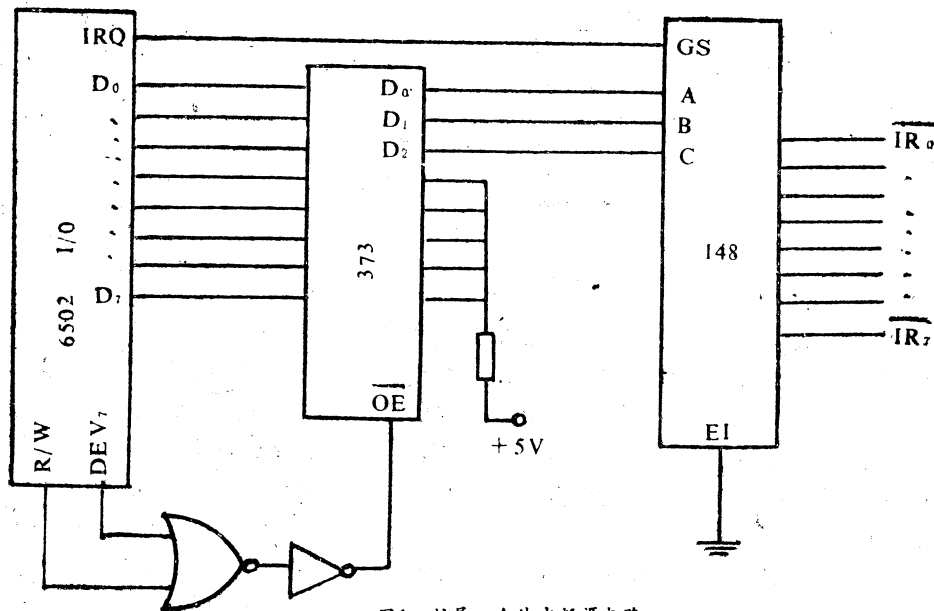 IRQ
GS
D₀
D₀
A
D₁
B
D₂
C
IR₀
6502 I/O
373
148
D₇
IR₇
OE
+5V
EI
R/W
DEV₇